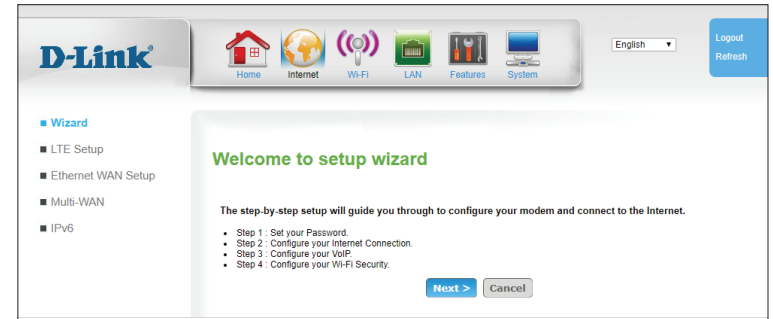 D-Link
Home Internet Wi-Fi LAN Features System
English
Logout
Refresh
Wizard
LTE Setup
Ethernet WAN Setup
Multi-WAN
IPv6
Welcome to setup wizard
The step-by-step setup will guide you through to configure your modem and connect to the Internet.
Step 1 : Set your Password.
Step 2 : Configure your Internet Connection.
Step 3 : Configure your VoIP.
Step 4 : Configure your Wi-Fi Security.
Next > Cancel